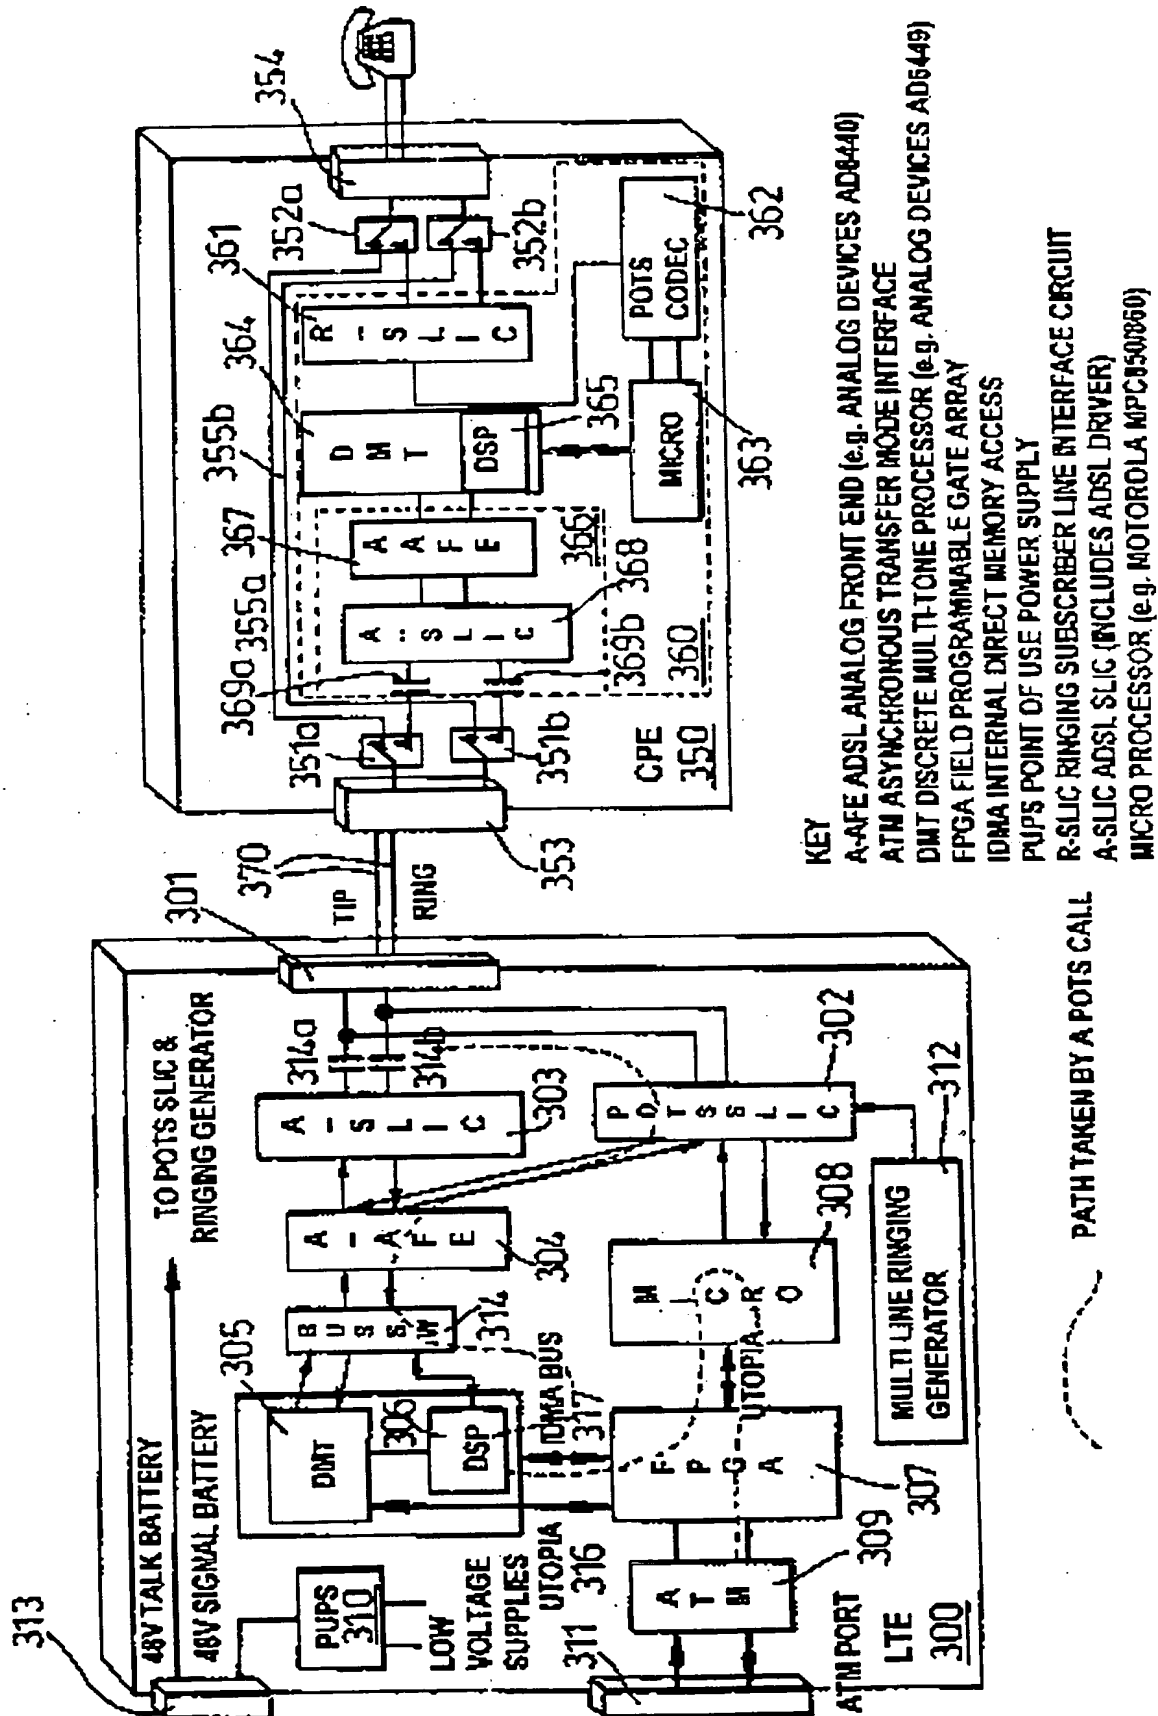 313
48V TALK BATTERY
48V SIGNAL BATTERY
TO POTS SLIC &
RINGING GENERATOR
PUPS
310
LOW
VOLTAGE
SUPPLIES
UTOPIA
316
305
DMT
306
DSP
IDMA BUS
317
BUS SW
314
A-AFE
304
A-SLIC
303
314a
314b
301
TIP
RING
370
311
ATM PORT
ATM
309
FPGA
307
UTOPIA
MICRO
308
POTS SLIC
302
MULTI LINE RINGING
GENERATOR
312
LTE
300
353
351a
351b
369a
369b
355a
355b
A-SLIC
368
A-AFE
367
366
DMT
364
DSP
365
R-SLIC
361
352a
352b
354
MICRO
363
POTS
CODEC
362
360
CPE
350
KEY
A-AFE ADSL ANALOG FRONT END (e.g. ANALOG DEVICES AD6440)
ATM ASYNCHRONOUS TRANSFER MODE INTERFACE
DMT DISCRETE MULTI-TONE PROCESSOR (e.g. ANALOG DEVICES AD6449)
FPGA FIELD PROGRAMMABLE GATE ARRAY
IDMA INTERNAL DIRECT MEMORY ACCESS
PUPS POINT OF USE POWER SUPPLY
R-SLIC RINGING SUBSCRIBER LINE INTERFACE CIRCUIT
A-SLIC ADSL SLIC (INCLUDES ADSL DRIVER)
MICRO PROCESSOR (e.g. MOTOROLA MPC850/860)
PATH TAKEN BY A POTS CALL